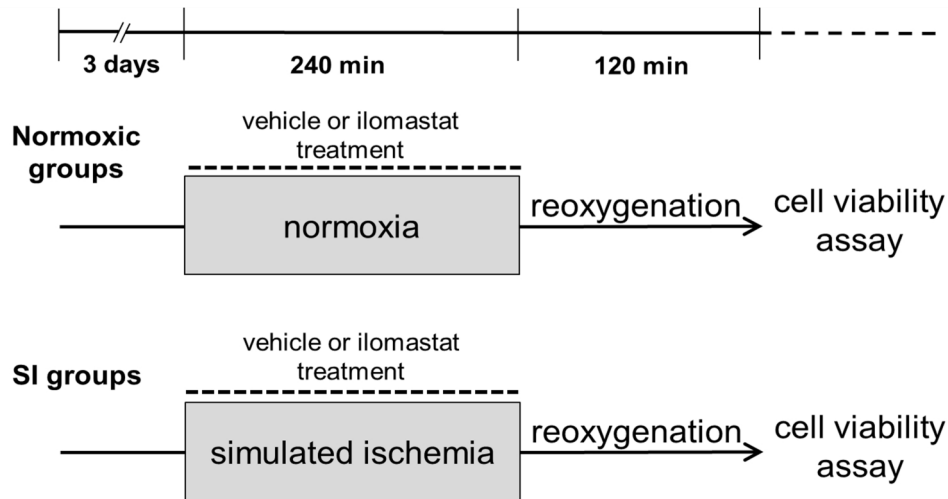 3 days
240 min
120 min
Normoxic
groups
vehicle or ilomastat
treatment
normoxia
reoxygenation
cell viability
assay
SI groups
vehicle or ilomastat
treatment
simulated ischemia
reoxygenation
cell viability
assay